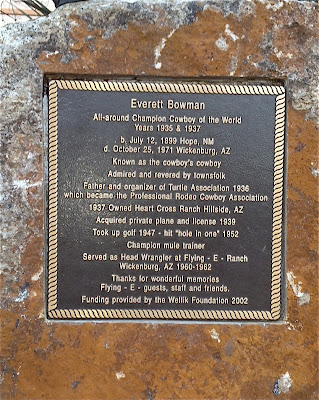 Everett Bowman
All-around Champion Cowboy of the World
Years 1935 & 1937
b. July 12, 1899 Hope, NM
d. October 25, 1971 Wickenburg, AZ
Known as the cowboy's cowboy
Admired and revered by townsfolk
Father and organizer of Turtle Association 1936
which became the Professional Rodeo Cowboy Association
1937 Owned Heart Cross Ranch Hillside, AZ
Acquired private plane and license 1939
Took up golf 1947 - hit "hole in one" 1952
Champion mule trainer
Served as Head Wrangler at Flying - E - Ranch
Wickenburg, AZ 1960-1962
Thanks for wonderful memories
Flying - E - guests, staff and friends.
Funding provided by the Wellik Foundation 2002